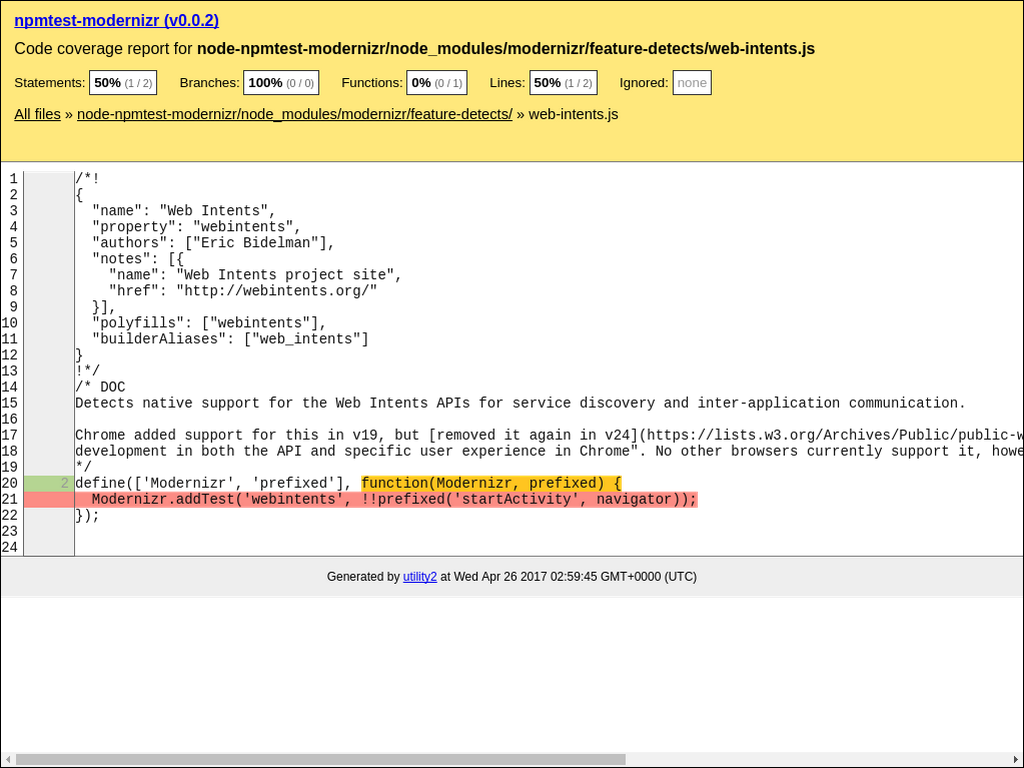 npmtest-modernizr (v0.0.2)
Code coverage report for node-npmtest-modernizr/node_modules/modernizr/feature-detects/web-intents.js
Statements: 50% (1 / 2) Branches: 100% (0 / 0) Functions: 0% (0 / 1) Lines: 50% (1 / 2) Ignored: none
All files » node-npmtest-modernizr/node_modules/modernizr/feature-detects/ » web-intents.js
1 /*!
2 {
3   "name": "Web Intents",
4   "property": "webintents",
5   "authors": ["Eric Bidelman"],
6   "notes": [{
7     "name": "Web Intents project site",
8     "href": "http://webintents.org/"
9   }],
10   "polyfills": ["webintents"],
11   "builderAliases": ["web_intents"]
12 }
13 !*/
14 /* DOC
15 Detects native support for the Web Intents APIs for service discovery and inter-application communication.
16
17 Chrome added support for this in v19, but [removed it again in v24](https://lists.w3.org/Archives/Public/public-w
18 development in both the API and specific user experience in Chrome". No other browsers currently support it, howe
19 */
20 2 define(['Modernizr', 'prefixed'], function(Modernizr, prefixed) {
21   Modernizr.addTest('webintents', !!prefixed('startActivity', navigator));
22 });
23
24
Generated by utility2 at Wed Apr 26 2017 02:59:45 GMT+0000 (UTC)